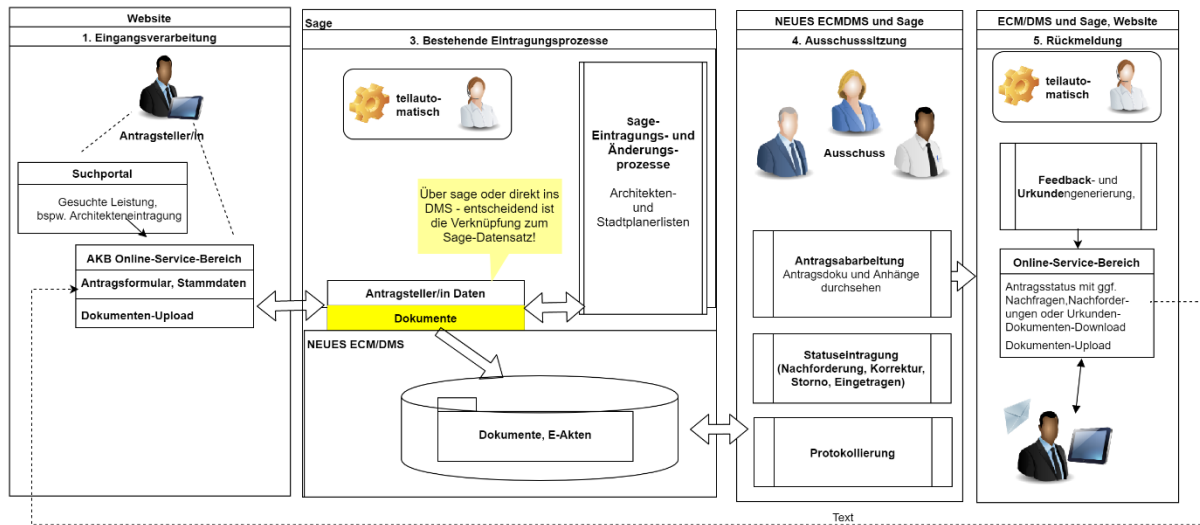 Website
1. Eingangsverarbeitung
Antragsteller/in
Suchportal
Gesuchte Leistung,
bspw. Architekteneintragung
AKB Online-Service-Bereich
Antragsformular, Stammdaten
Dokumenten-Upload
Sage
3. Bestehende Eintragungsprozesse
teilauto-
matisch
Sage-
Eintragungs- und
Änderungs-
prozesse
Architekten-
und
Stadtplanerlisten
Über sage oder direkt ins
DMS - entscheidend ist
die Verknüpfung zum
Sage-Datensatz!
Antragsteller/in Daten
Dokumente
NEUES ECM/DMS
Dokumente, E-Akten
NEUES ECMDMS und Sage
4. Ausschusssitzung
Ausschuss
Antragsabarbeitung
Antragsdoku und Anhänge
durchsehen
Statuseintragung
(Nachforderung, Korrektur,
Storno, Eingetragen)
Protokollierung
ECM/DMS und Sage, Website
5. Rückmeldung
teilauto-
matisch
Feedback- und
Urkundengenerierung,
Online-Service-Bereich
Antragsstatus mit ggf.
Nachfragen,Nachforder-
ungen oder Urkunden-
Dokumenten-Download
Dokumenten-Upload
Text